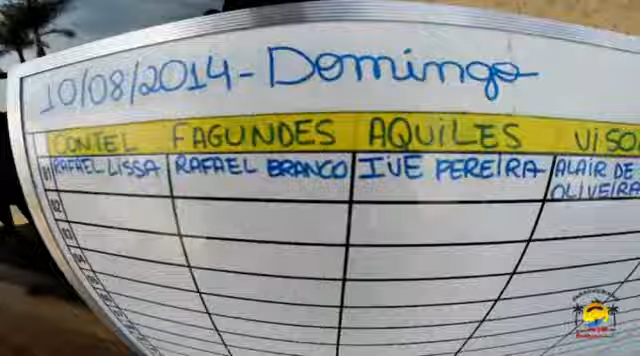 10/08/2014 - Domingo
CONTEL FAGUNDES AQUILES
01 RAFAEL LISSA RAFAEL BRANCO IVE PEREIRA ALAIR DE OLIVEIRA
02
03
04